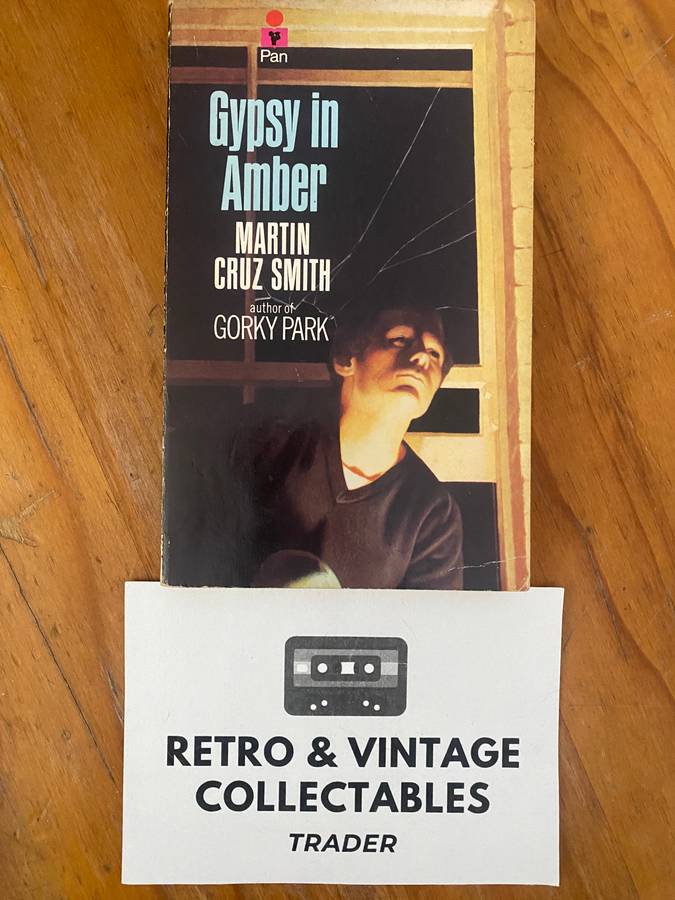 Pan
Gypsy in
Amber
MARTIN
CRUZ SMITH
author of
GORKY PARK
RETRO & VINTAGE
COLLECTABLES
TRADER